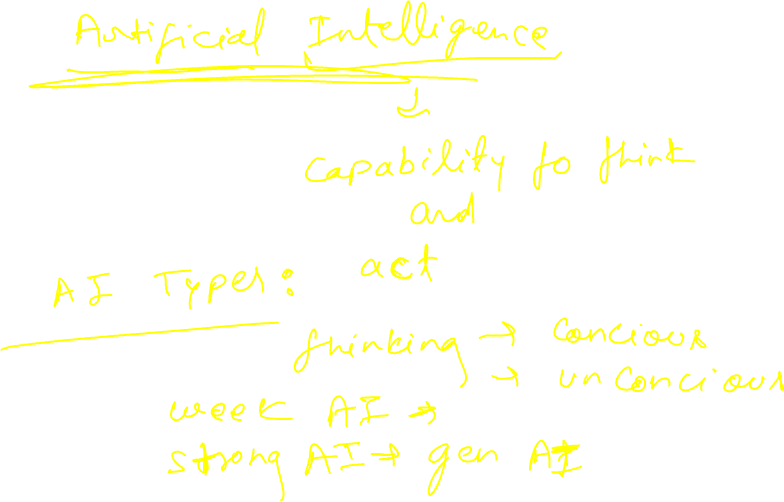 Artificial Intelligence
↓
Capability to think
and
act
AI Types:
thinking → Concious
→ unConcious
week AI →
strong AI → gen AI